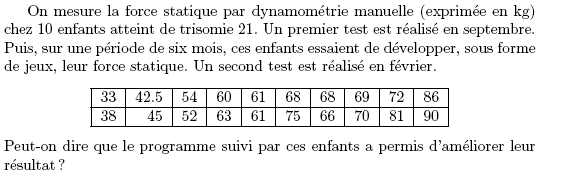 On mesure la force statique par dynamométrie manuelle (exprimée en kg)
chez 10 enfants atteint de trisomie 21. Un premier test est réalisé en septembre.
Puis, sur une période de six mois, ces enfants essaient de développer, sous forme
de jeux, leur force statique. Un second test est réalisé en février.
33 42.5 54 60 61 68 68 69 72 86
38 45 52 63 61 75 66 70 81 90
Peut-on dire que le programme suivi par ces enfants a permis d'améliorer leur
résultat ?